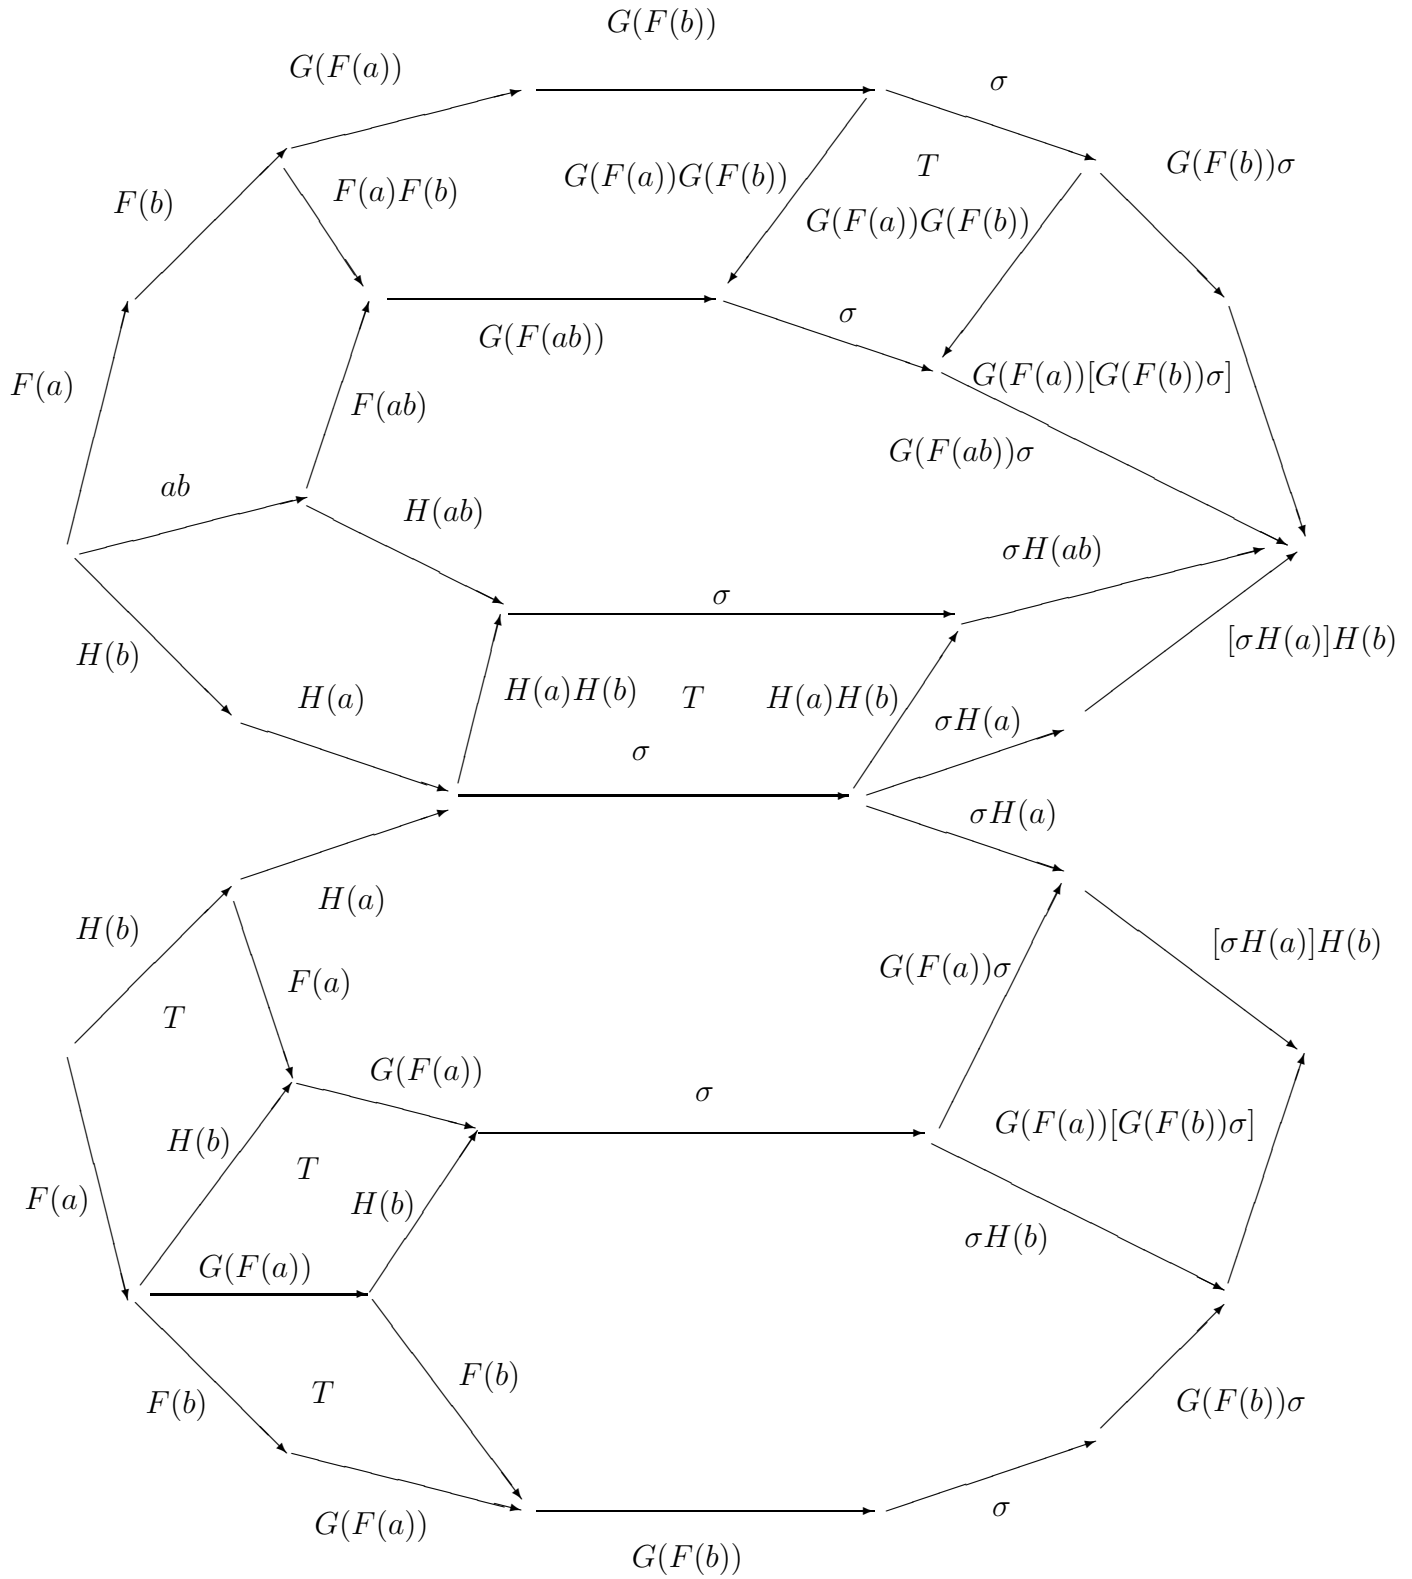 G(F(b))
G(F(a))
σ
G(F(a))G(F(b))
T
G(F(b))σ
F(b)
F(a)F(b)
G(F(a))G(F(b))
σ
G(F(ab))
F(a)
G(F(a))[G(F(b))σ]
F(ab)
G(F(ab))σ
ab
H(ab)
σH(ab)
σ
H(b)
[σH(a)]H(b)
H(a)
H(a)H(b)
T
H(a)H(b)
σH(a)
σ
σH(a)
H(a)
H(b)
[σH(a)]H(b)
F(a)
G(F(a))σ
T
G(F(a))
σ
H(b)
G(F(a))[G(F(b))σ]
T
F(a)
H(b)
σH(b)
G(F(a))
F(b)
T
F(b)
G(F(b))σ
G(F(a))
σ
G(F(b))